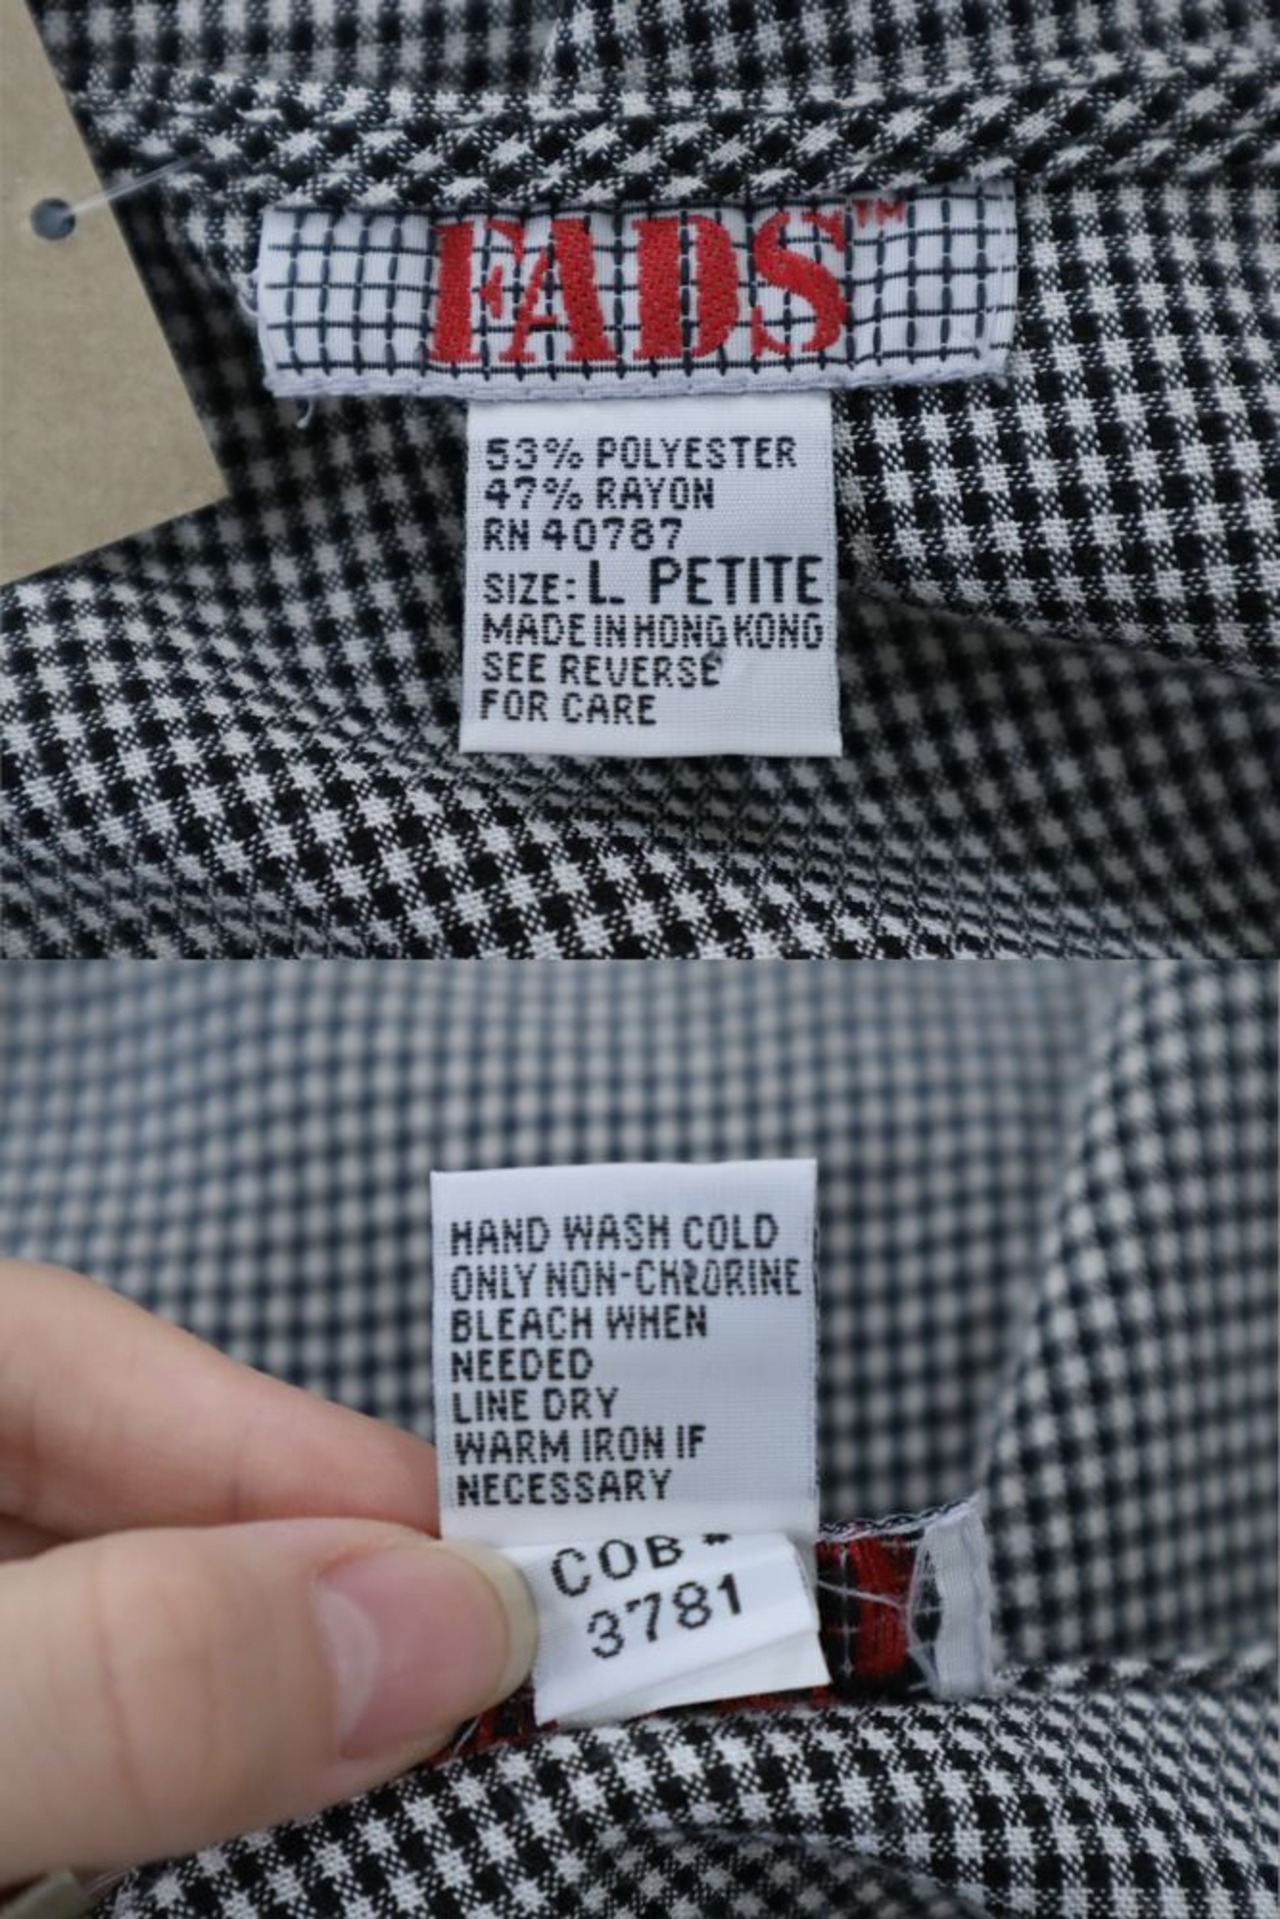 FADS™
53% POLYESTER
47% RAYON
RN 40787
SIZE: L PETITE
MADE IN HONG KONG
SEE REVERSE
FOR CARE
HAND WASH COLD
ONLY NON-CHLORINE
BLEACH WHEN
NEEDED
LINE DRY
WARM IRON IF
NECESSARY
COB #
3781